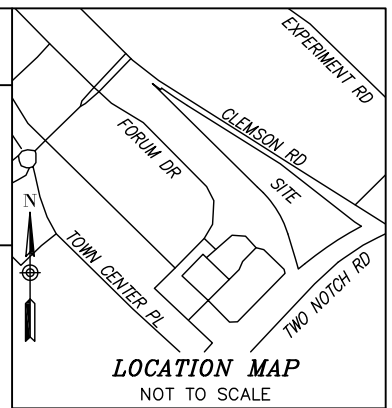 EXPERIMENT RD
CLEMSON RD
FORUM DR
SITE
N
TOWN CENTER PL
TWO NOTCH RD
LOCATION MAP
NOT TO SCALE